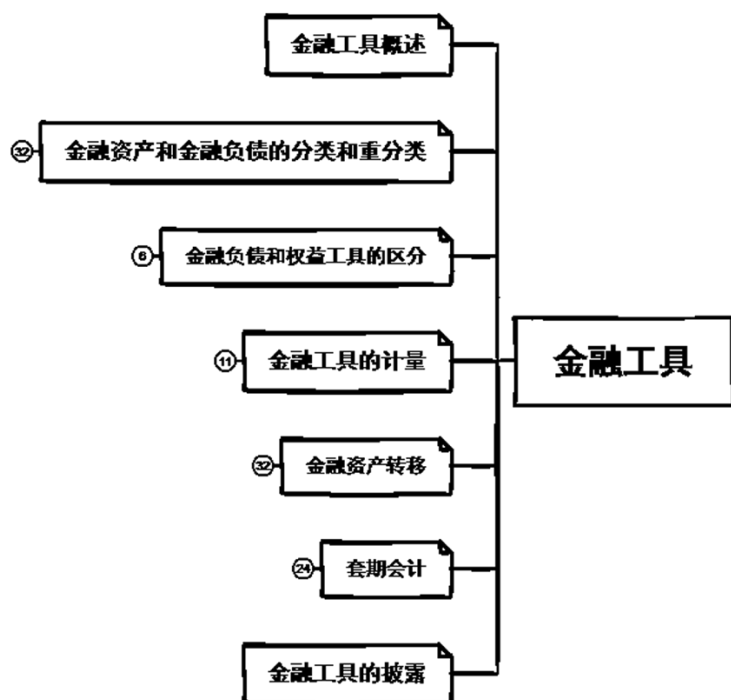 金融工具概述
32
金融资产和金融负债的分类和重分类
6
金融负债和权益工具的区分
11
金融工具的计量
金融工具
32
金融资产转移
24
套期会计
金融工具的披露